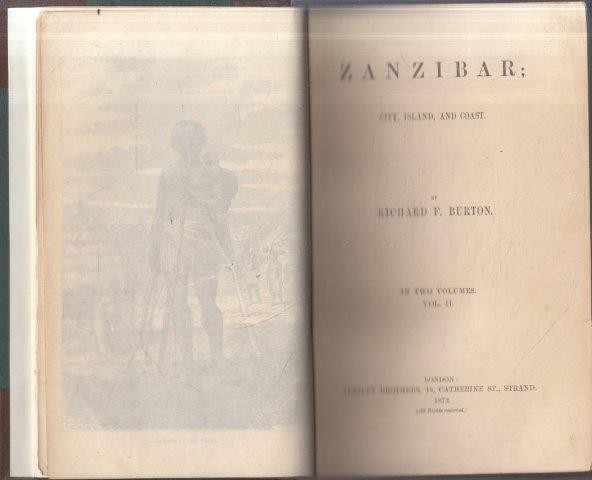 ZANZIBAR;
CITY, ISLAND, AND COAST.
BY
RICHARD F. BURTON.
IN TWO VOLUMES.
VOL. II.
LONDON:
TINSLEY BROTHERS, 18, CATHERINE ST., STRAND.
1872.
(All Rights reserved.)